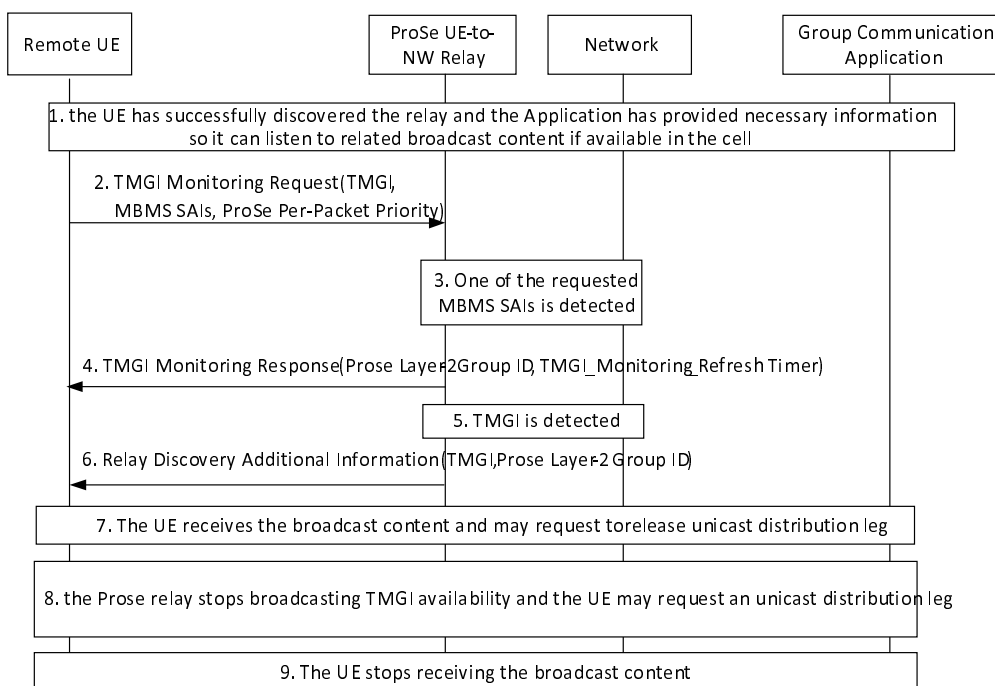 Remote UE
ProSe UE-to-
NW Relay
Network
Group Communication
Application
1. the UE has successfully discovered the relay and the Application has provided necessary information
so it can listen to related broadcast content if available in the cell
2. TMGI Monitoring Request(TMGI,
MBMS SAIs, ProSe Per-Packet Priority)
3. One of the requested
MBMS SAIs is detected
4. TMGI Monitoring Response(Prose Layer-2Group ID, TMGI_Monitoring_Refresh Timer)
5. TMGI is detected
6. Relay Discovery Additional Information(TMGI,Prose Layer-2 Group ID)
7. The UE receives the broadcast content and may request torelease unicast distribution leg
8. the Prose relay stops broadcasting TMGI availability and the UE may request an unicast distribution leg
9. The UE stops receiving the broadcast content